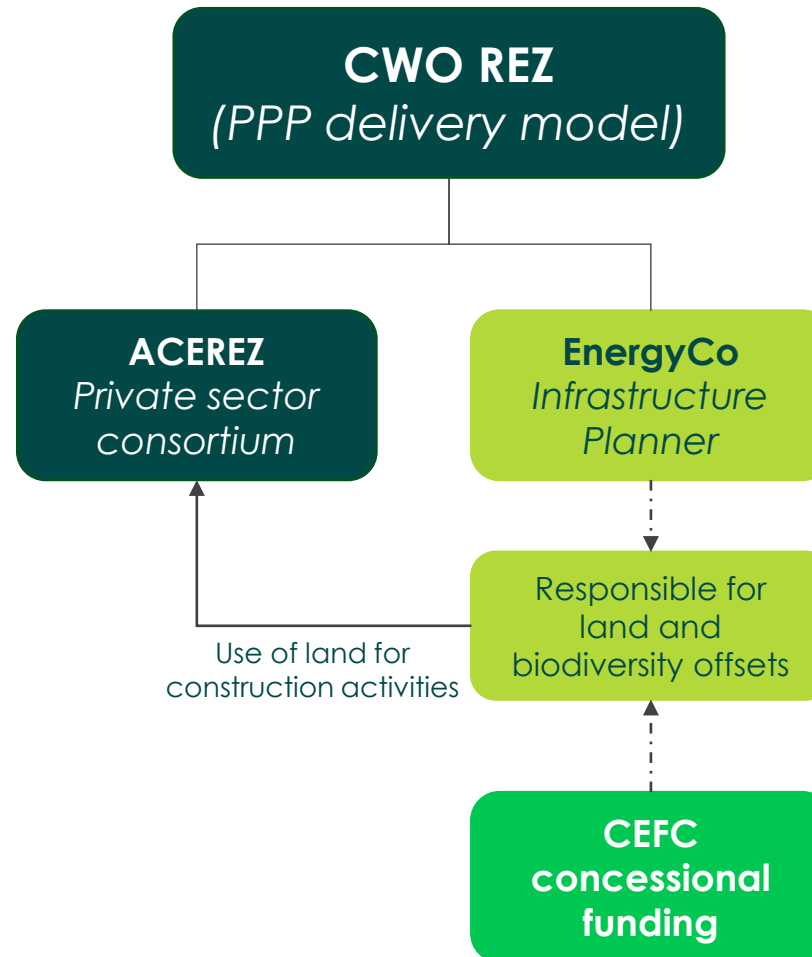 CWO REZ
(PPP delivery model)
ACEREZ
Private sector
consortium
EnergyCo
Infrastructure
Planner
Responsible for
land and
biodiversity offsets
Use of land for
construction activities
CEFC
concessional
funding